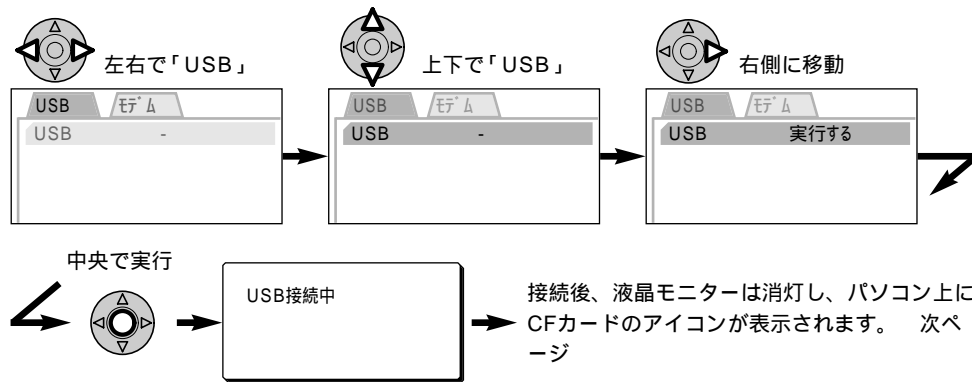 左右で「USB」
上下で「USB」
右側に移動
USB ﾓﾃﾞﾑ
USB -
USB ﾓﾃﾞﾑ
USB -
USB ﾓﾃﾞﾑ
USB 実行する
中央で実行
USB接続中
接続後、液晶モニターは消灯し、パソコン上に
CFカードのアイコンが表示されます。 次ペ
ージ